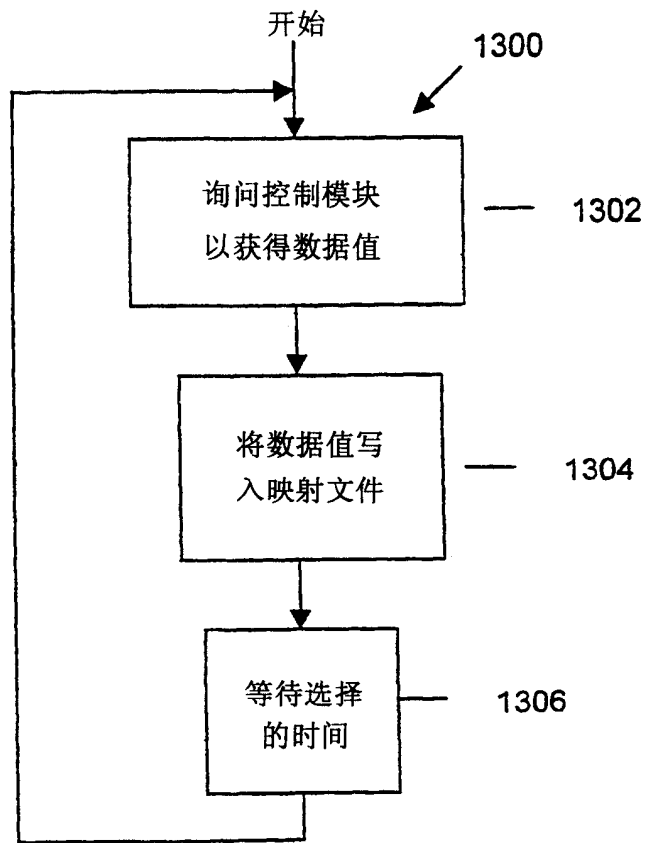 开始
1300
询问控制模块
以获得数据值
1302
将数据值写
入映射文件
1304
等待选择
的时间
1306